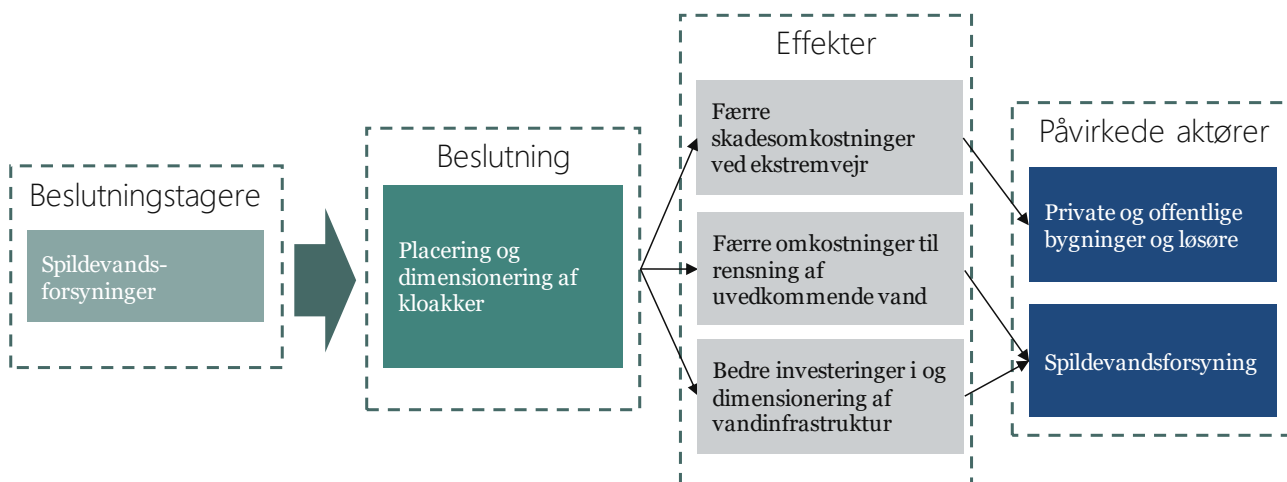 Beslutningstagere
Spildevands-
forsyninger
Beslutning
Placering og
dimensionering af
kloakker
Effekter
Færre
skadesomkostninger
ved ekstremvejr
Færre omkostninger til
rensning af
uvedkommende vand
Bedre investeringer i og
dimensionering af
vandinfrastruktur
Påvirkede aktører
Private og offentlige
bygninger og løsøre
Spildevandsforsyning